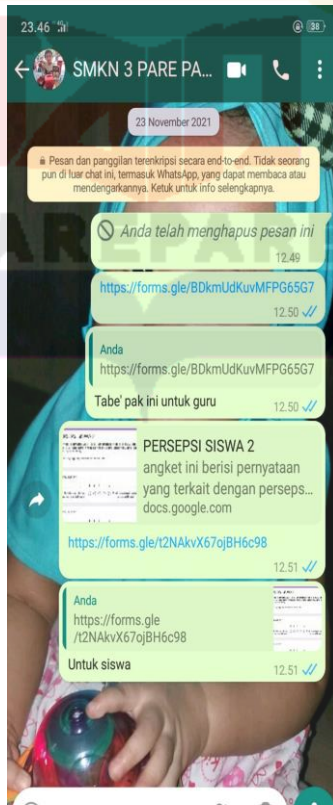 23.46
38
SMKN 3 PARE PA...
23 November 2021
Pesan dan panggilan terenkripsi secara end-to-end. Tidak seorang
pun di luar chat ini, termasuk WhatsApp, yang dapat membaca atau
mendengarkannya. Ketuk untuk info selengkapnya.
Anda telah menghapus pesan ini
12.49
https://forms.gle/BDkmUdKuvMFPG65G7
12.50
Anda
https://forms.gle/BDkmUdKuvMFPG65G7
Tabe' pak ini untuk guru
12.50
PERSEPSI SISWA 2
angket ini berisi pernyataan
yang terkait dengan perseps...
docs.google.com
https://forms.gle/t2NAkvX67ojBH6c98
12.51
Anda
https://forms.gle
/t2NAkvX67ojBH6c98
Untuk siswa
12.51